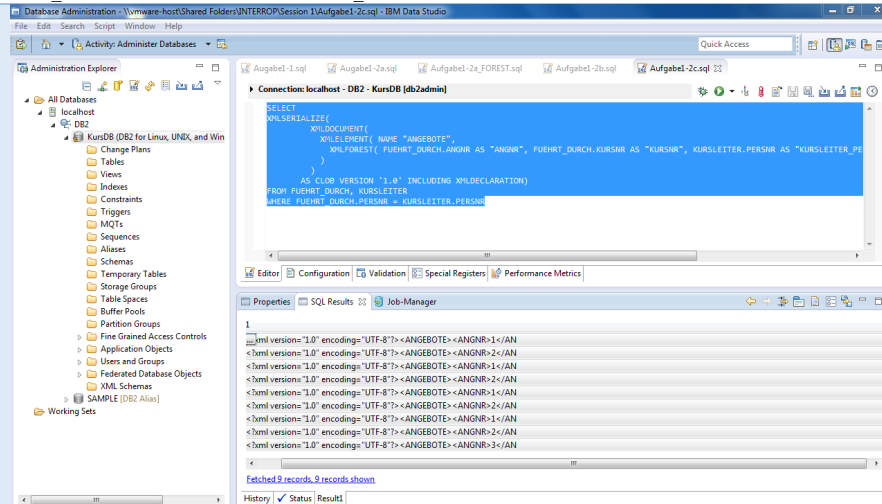 Database Administration - \\vmware-host\Shared Folders\INTERROP\Session 1\Aufgabe1-2c.sql - IBM Data Studio
File Edit Search Script Window Help
Activity: Administer Databases
Quick Access
Administration Explorer
All Databases
localhost
DB2
KursDB (DB2 for Linux, UNIX, and Win
Change Plans
Tables
Views
Indexes
Constraints
Triggers
MQTs
Sequences
Aliases
Schemas
Temporary Tables
Storage Groups
Table Spaces
Buffer Pools
Partition Groups
Fine Grained Access Controls
Application Objects
Users and Groups
Federated Database Objects
XML Schemas
SAMPLE [DB2 Alias]
Working Sets
Augabe1-1.sql Augabe1-2a.sql Aufgabe1-2a_FOREST.sql Aufgabe1-2b.sql Aufgabe1-2c.sql
Connection: localhost - DB2 - KursDB [db2admin]
SELECT
XMLSERIALIZE(
XMLDOCUMENT(
XMLELEMENT( NAME "ANGEBOTE",
XMLFOREST( FUEHRT_DURCH.ANGNR AS "ANGNR", FUEHRT_DURCH.KURSNR AS "KURSNR", KURSLEITER.PERSNR AS "KURSLEITER_PE
)
)
AS CLOB VERSION '1.0' INCLUDING XMLDECLARATION)
FROM FUEHRT_DURCH, KURSLEITER
WHERE FUEHRT_DURCH.PERSNR = KURSLEITER.PERSNR
Editor Configuration Validation Special Registers Performance Metrics
Properties SQL Results Job-Manager
1
... xml version="1.0" encoding="UTF-8"?><ANGEBOTE><ANGNR>1</AN
<?xml version="1.0" encoding="UTF-8"?><ANGEBOTE><ANGNR>2</AN
<?xml version="1.0" encoding="UTF-8"?><ANGEBOTE><ANGNR>1</AN
<?xml version="1.0" encoding="UTF-8"?><ANGEBOTE><ANGNR>2</AN
<?xml version="1.0" encoding="UTF-8"?><ANGEBOTE><ANGNR>1</AN
<?xml version="1.0" encoding="UTF-8"?><ANGEBOTE><ANGNR>2</AN
<?xml version="1.0" encoding="UTF-8"?><ANGEBOTE><ANGNR>1</AN
<?xml version="1.0" encoding="UTF-8"?><ANGEBOTE><ANGNR>2</AN
<?xml version="1.0" encoding="UTF-8"?><ANGEBOTE><ANGNR>3</AN
Fetched 9 records, 9 records shown
History Status Result1